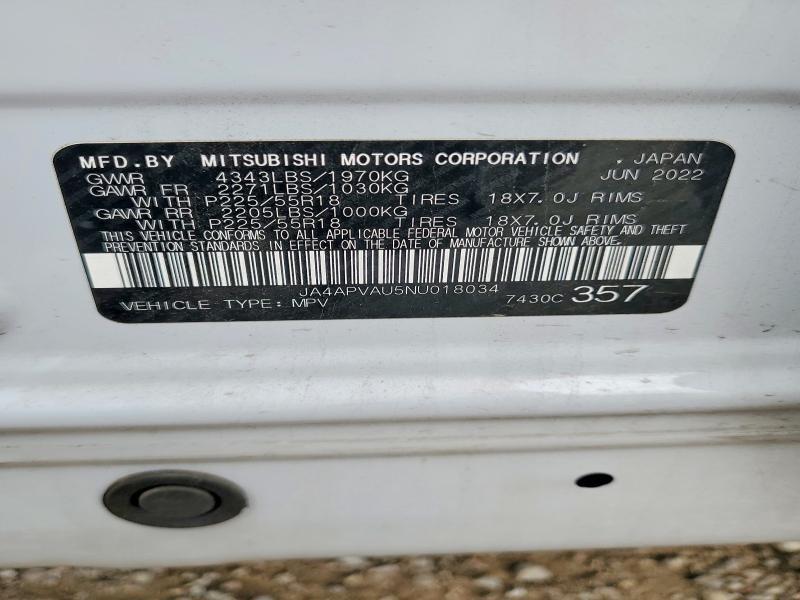 MFD.BY MITSUBISHI MOTORS CORPORATION . JAPAN
GVWR 4343LBS/1970KG JUN 2022
GAWR FR 2271LBS/1030KG
WITH P225/55R18 TIRES 18X7.0J RIMS
GAWR RR 2205LBS/1000KG
WITH P225/55R18 TIRES 18X7.0J RIMS
THIS VEHICLE CONFORMS TO ALL APPLICABLE FEDERAL MOTOR VEHICLE SAFETY AND THEFT
PREVENTION STANDARDS IN EFFECT ON THE DATE OF MANUFACTURE SHOWN ABOVE.
JA4APVAU5NU018034
VEHICLE TYPE: MPV 7430C 357